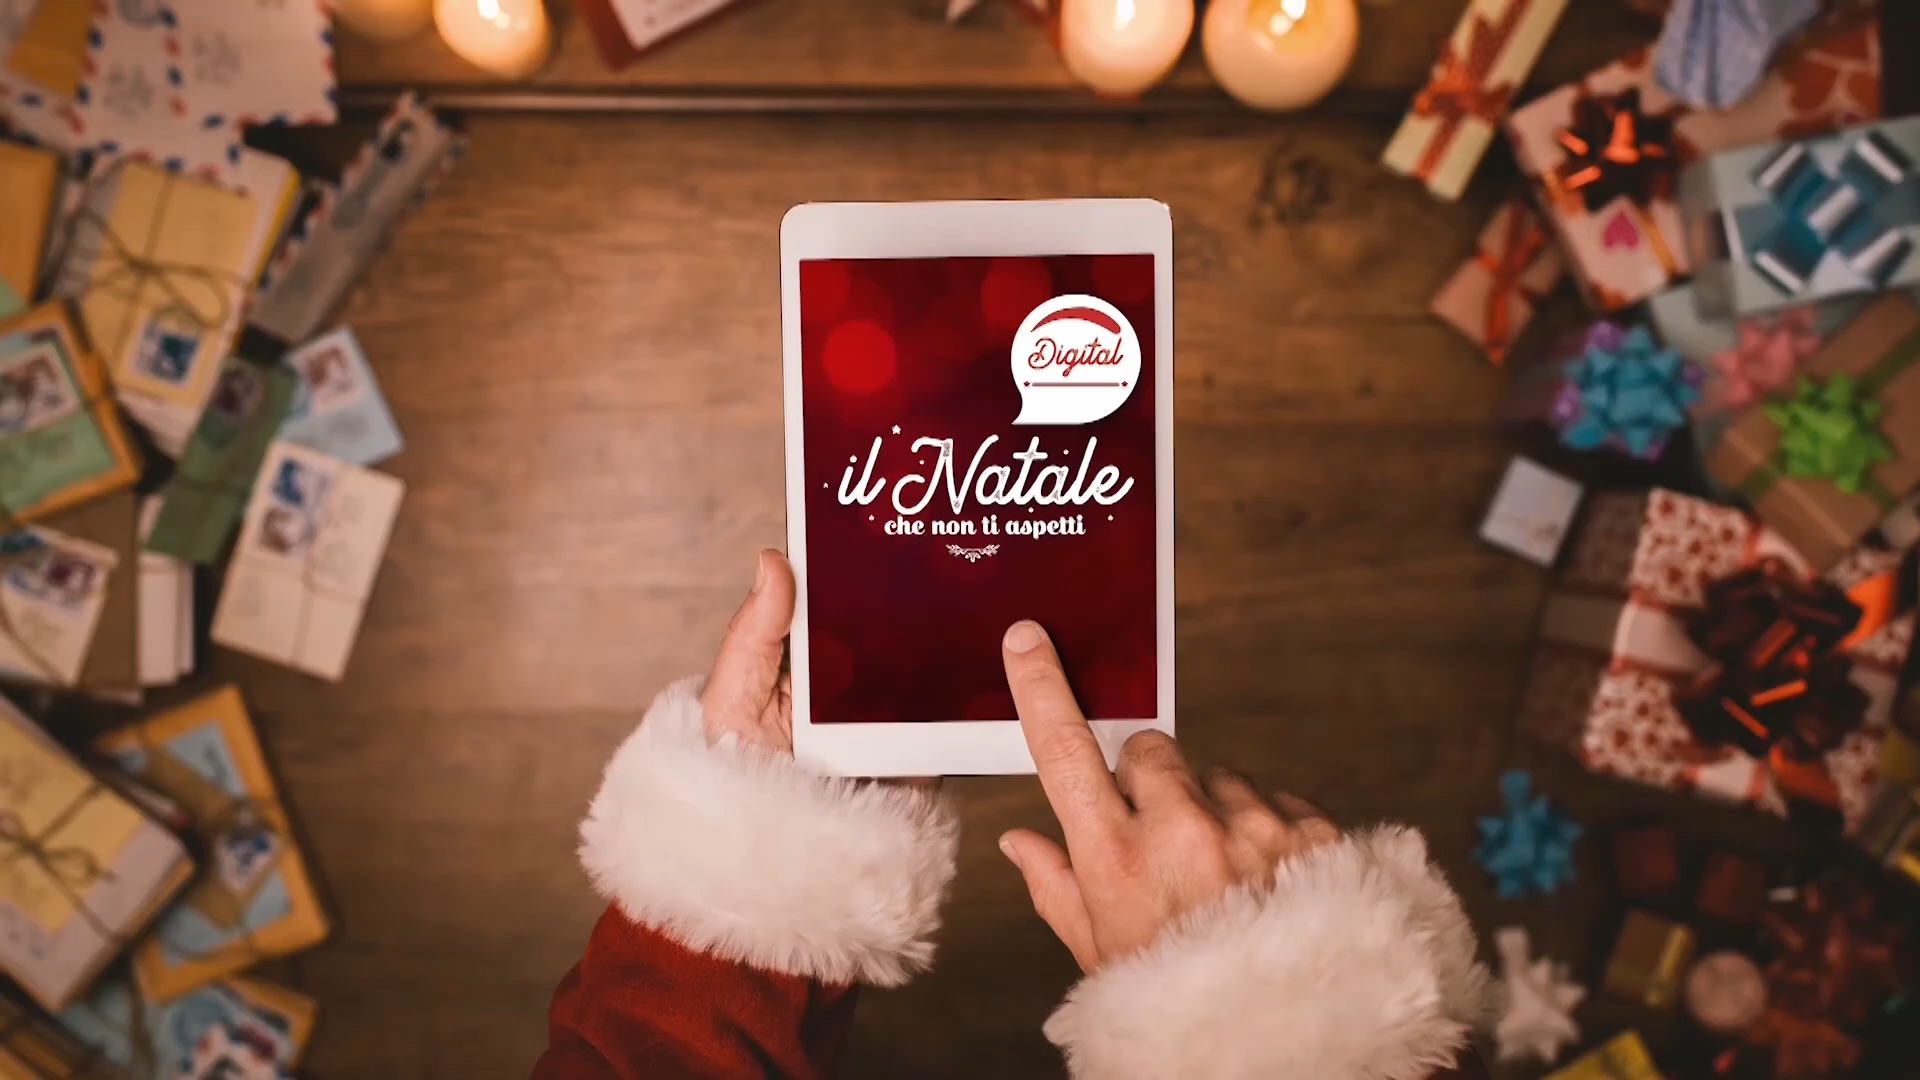 Digital
il Natale
che non ti aspetti